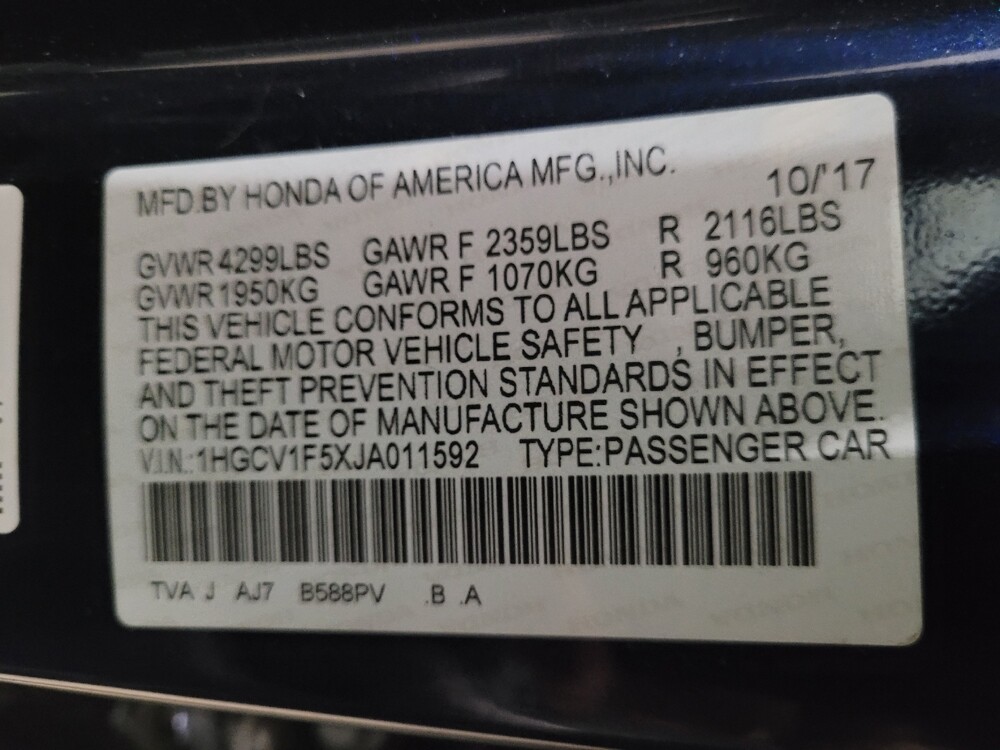 MFD.BY HONDA OF AMERICA MFG.,INC. 10/'17
GVWR 4299LBS GAWR F 2359LBS R 2116LBS
GVWR 1950KG GAWR F 1070KG R 960KG
THIS VEHICLE CONFORMS TO ALL APPLICABLE
FEDERAL MOTOR VEHICLE SAFETY , BUMPER,
AND THEFT PREVENTION STANDARDS IN EFFECT
ON THE DATE OF MANUFACTURE SHOWN ABOVE.
V.I.N.:1HGCV1F5XJA011592 TYPE:PASSENGER CAR
TVA J AJ7 B588PV .B .A